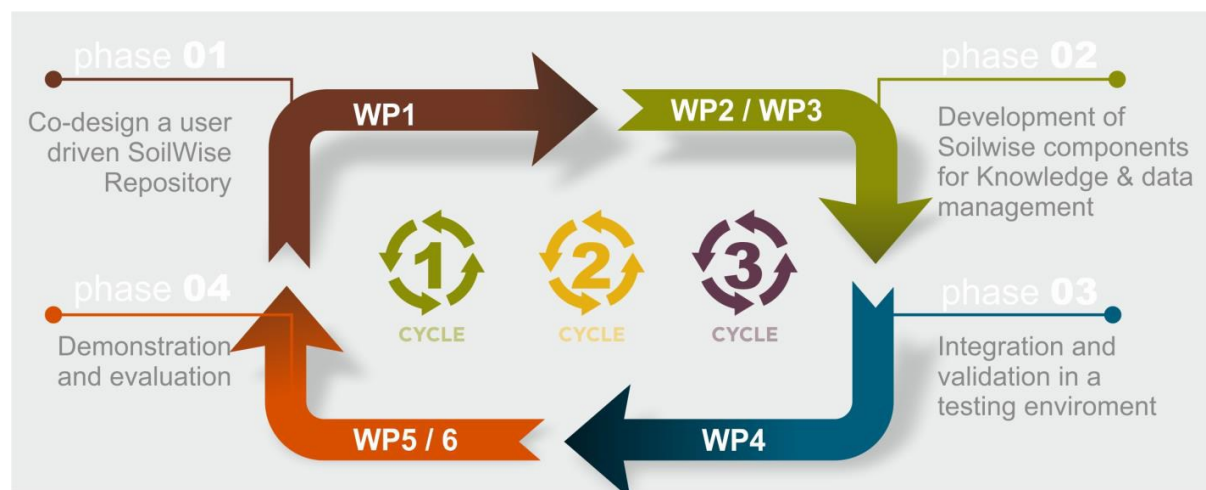 phase 01
Co-design a user
driven SoilWise
Repository
WP1
WP2 / WP3
phase 02
Development of
Soilwise components
for Knowledge & data
management
1
CYCLE
2
CYCLE
3
CYCLE
phase 04
Demonstration
and evaluation
WP5 / 6
WP4
phase 03
Integration and
validation in a
testing enviroment